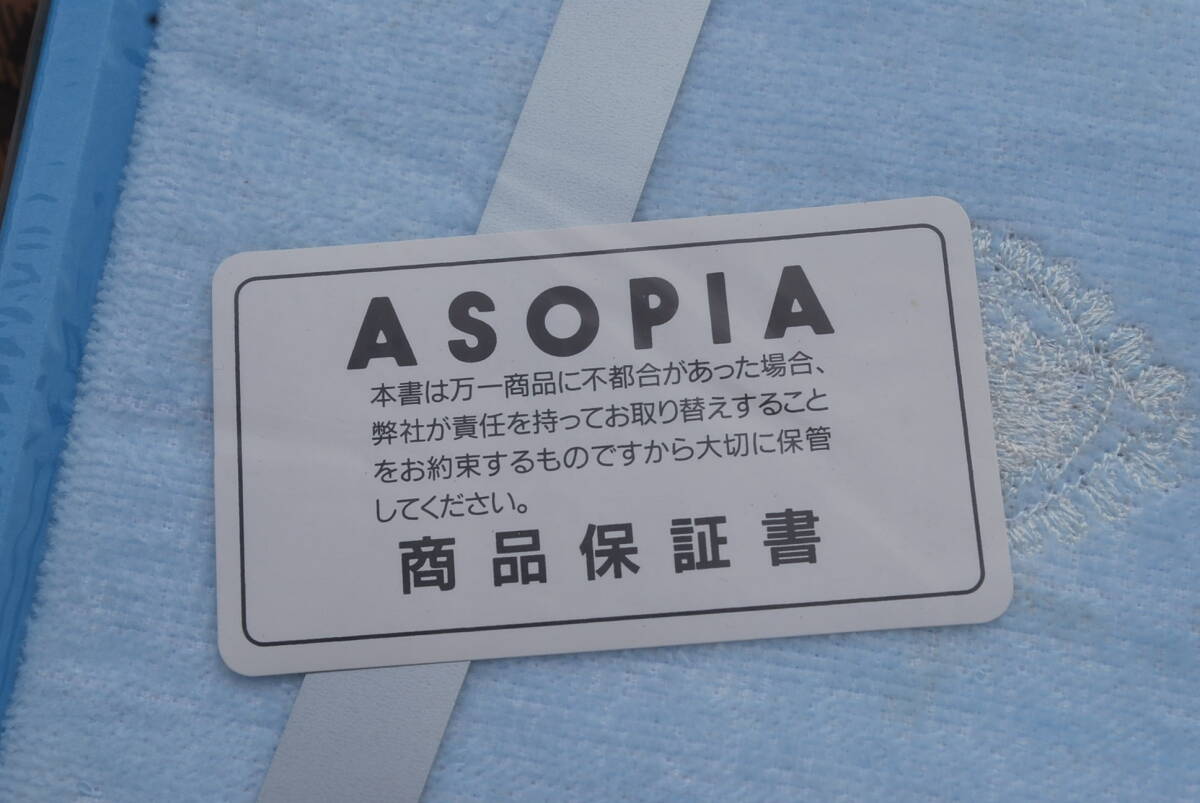 ASOPIA
本書は万一商品に不都合があった場合、
弊社が責任を持ってお取り替えすること
をお約束するものですから大切に保管
してください。
商品保証書